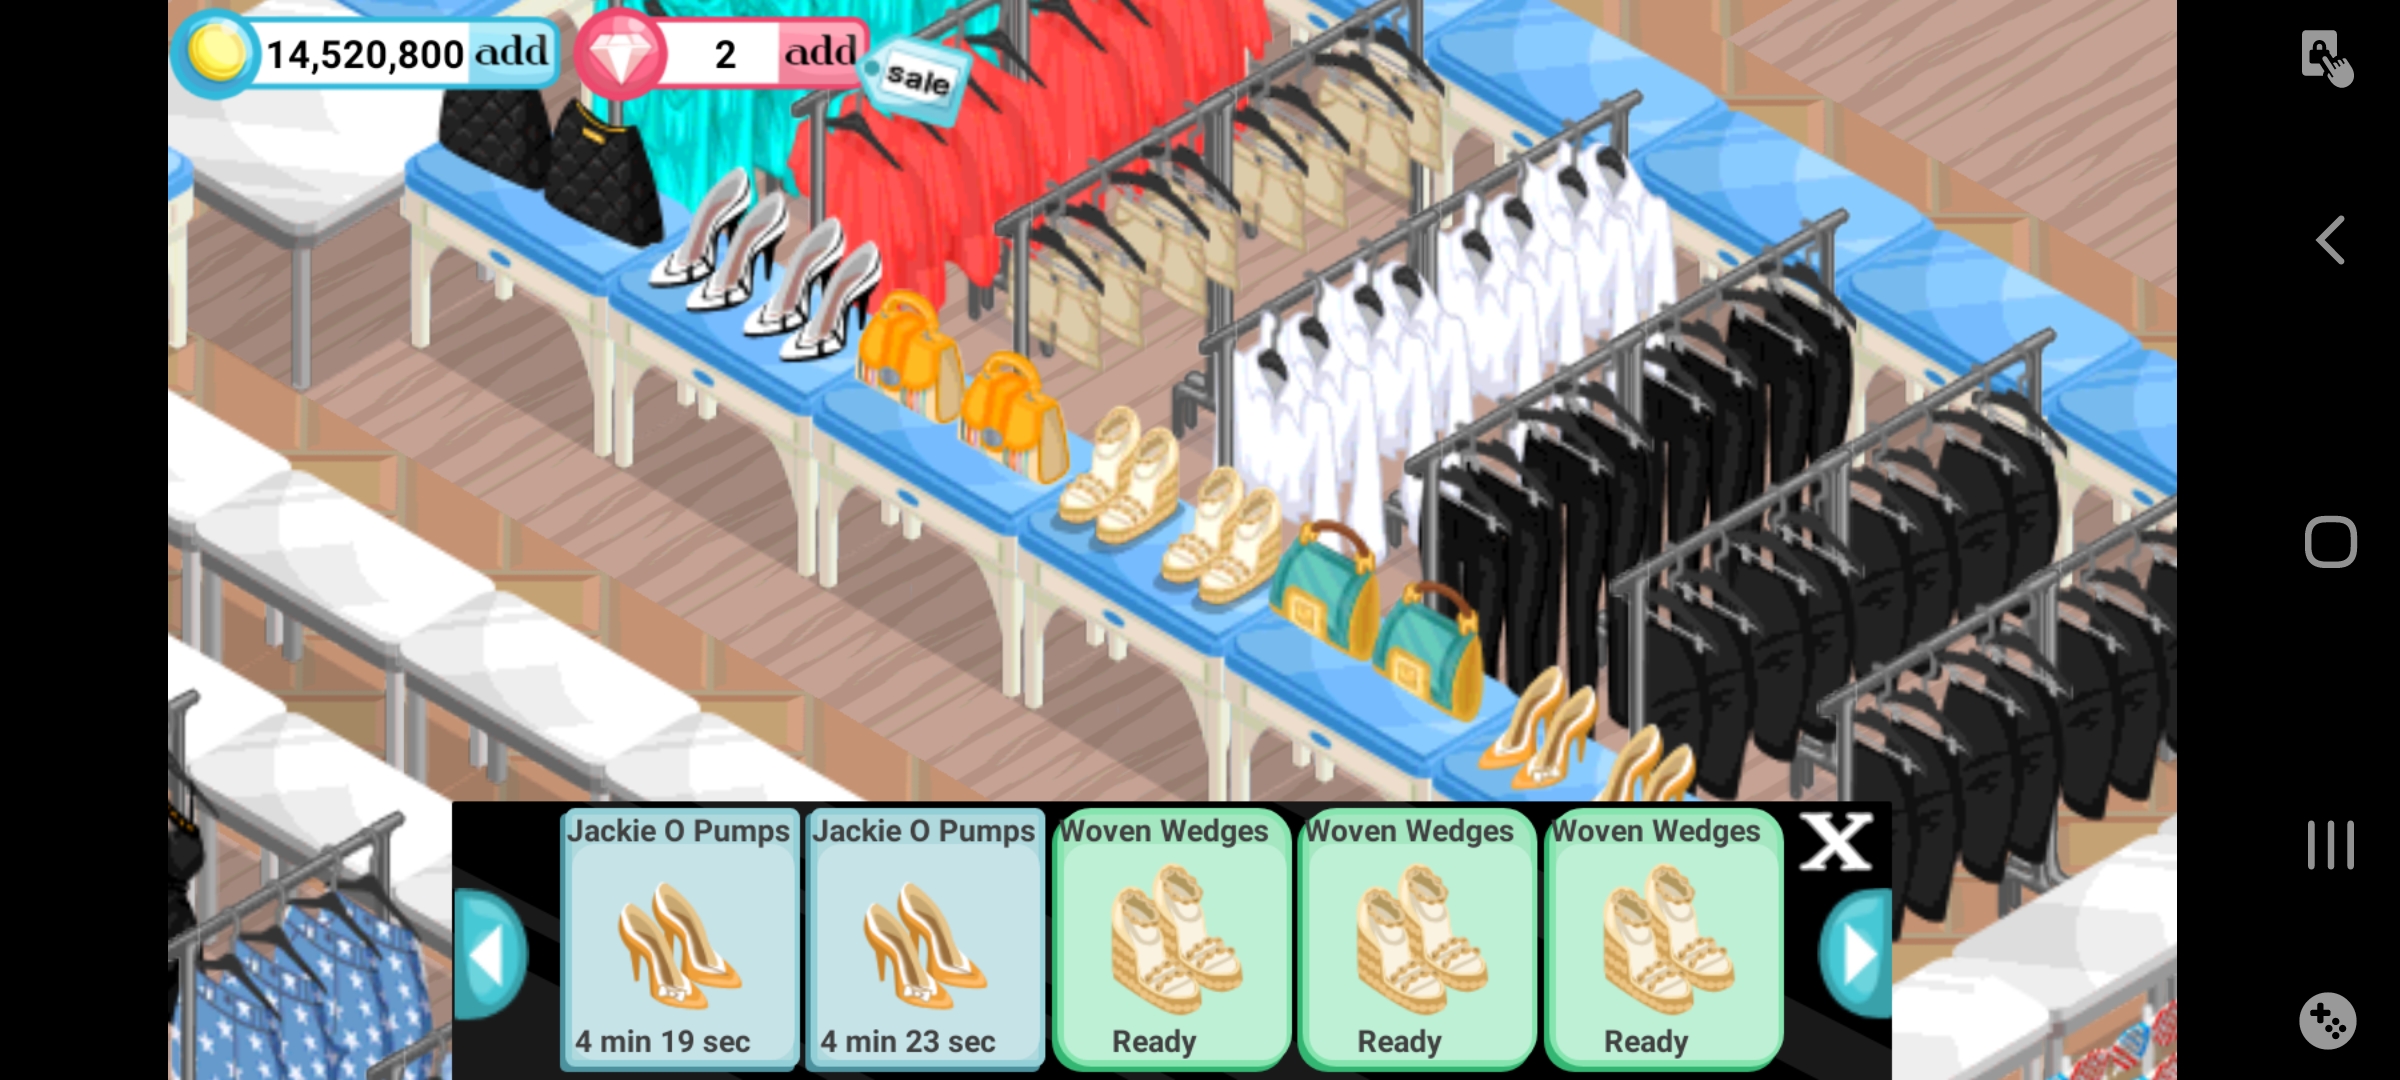 14,520,800 add
2 add
sale
Jackie O Pumps
4 min 19 sec
Jackie O Pumps
4 min 23 sec
Woven Wedges
Ready
Woven Wedges
Ready
Woven Wedges
Ready
X